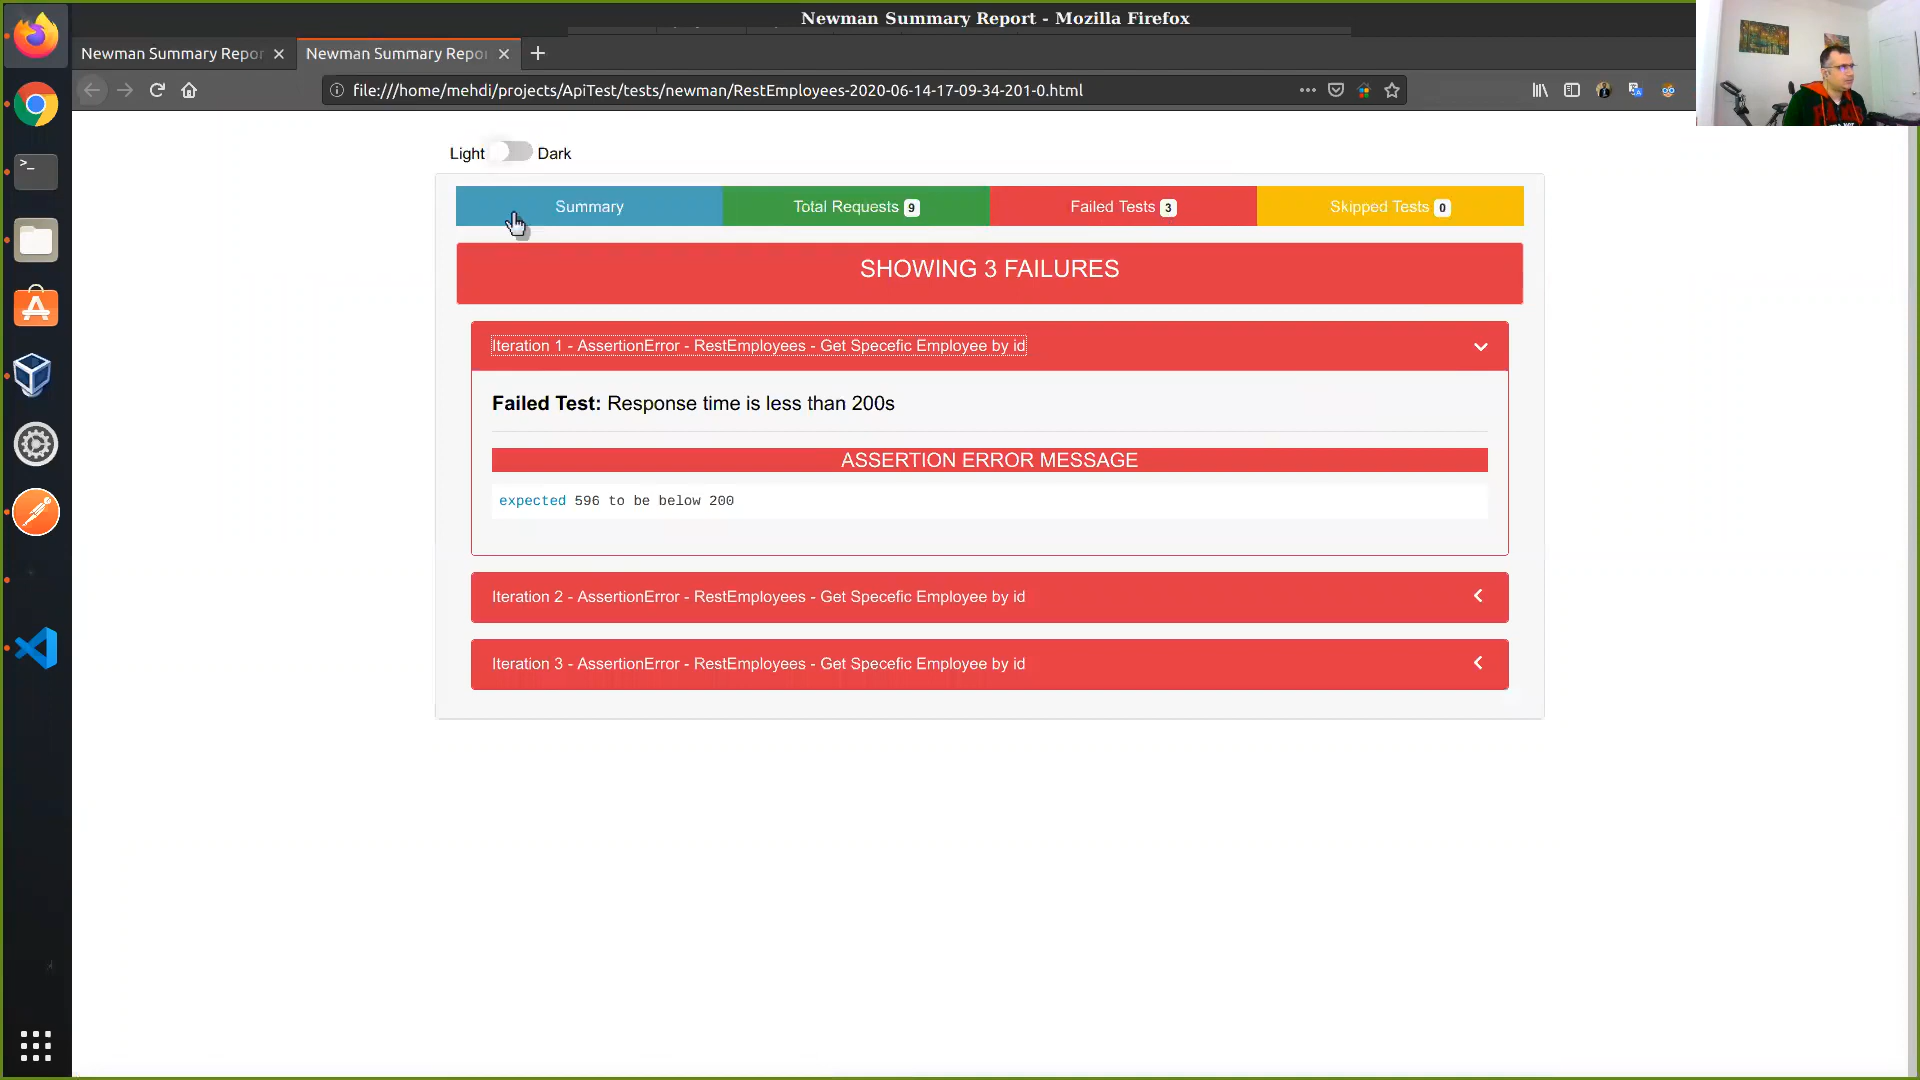 Newman Summary Report - Mozilla Firefox
Newman Summary Repor
Newman Summary Repo
file:///home/mehdi/projects/ApiTest/tests/newman/RestEmployees-2020-06-14-17-09-34-201-0.html
Light Dark
Summary Total Requests 9 Failed Tests 3 Skipped Tests 0
SHOWING 3 FAILURES
Iteration 1 - AssertionError - RestEmployees - Get Specefic Employee by id
Failed Test: Response time is less than 200s
ASSERTION ERROR MESSAGE
expected 596 to be below 200
Iteration 2 - AssertionError - RestEmployees - Get Specefic Employee by id
Iteration 3 - AssertionError - RestEmployees - Get Specefic Employee by id